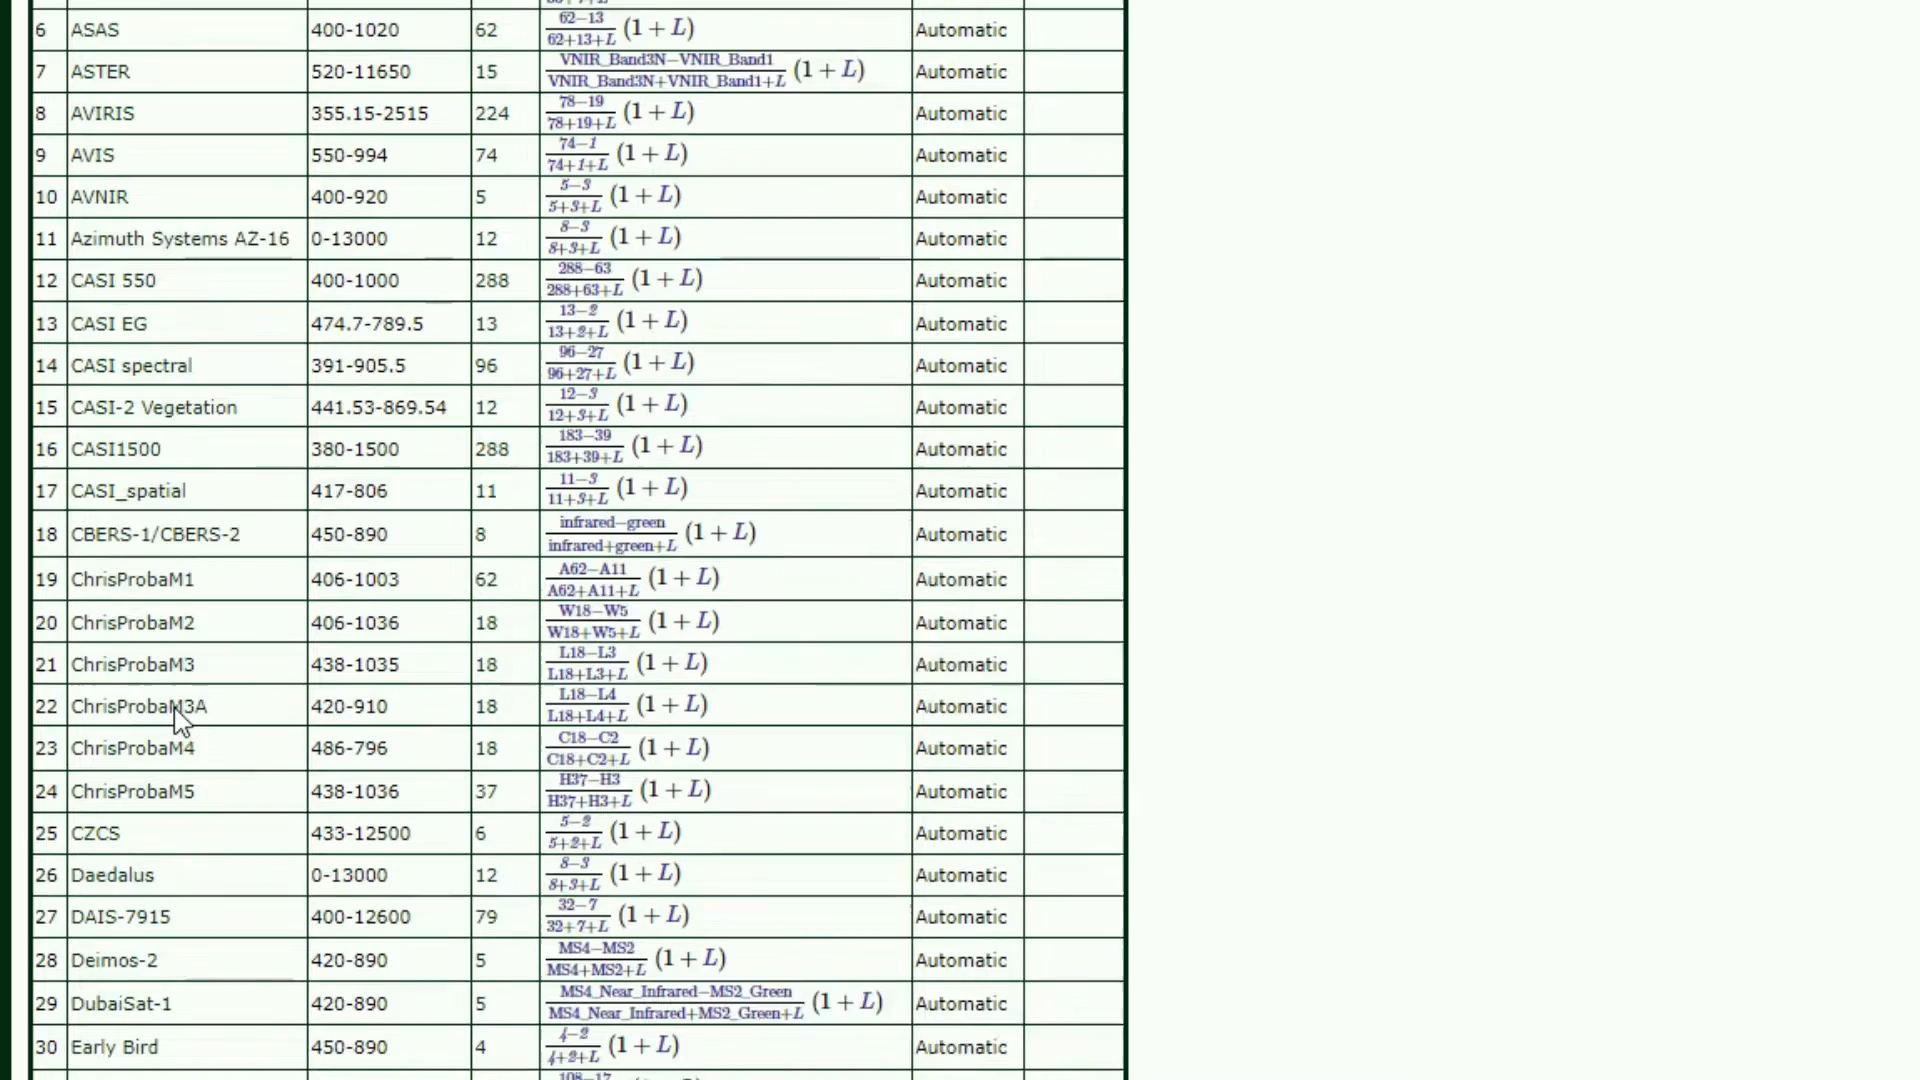 6 ASAS 400-1020 62 62−13 / 62+13+L (1 + L) Automatic
7 ASTER 520-11650 15 VNIR_Band3N−VNIR_Band1 / VNIR_Band3N+VNIR_Band1+L (1 + L) Automatic
8 AVIRIS 355.15-2515 224 78−19 / 78+19+L (1 + L) Automatic
9 AVIS 550-994 74 74−1 / 74+1+L (1 + L) Automatic
10 AVNIR 400-920 5 5−3 / 5+3+L (1 + L) Automatic
11 Azimuth Systems AZ-16 0-13000 12 8−3 / 8+3+L (1 + L) Automatic
12 CASI 550 400-1000 288 288−63 / 288+63+L (1 + L) Automatic
13 CASI EG 474.7-789.5 13 13−2 / 13+2+L (1 + L) Automatic
14 CASI spectral 391-905.5 96 96−27 / 96+27+L (1 + L) Automatic
15 CASI-2 Vegetation 441.53-869.54 12 12−3 / 12+3+L (1 + L) Automatic
16 CASI1500 380-1500 288 183−39 / 183+39+L (1 + L) Automatic
17 CASI_spatial 417-806 11 11−3 / 11+3+L (1 + L) Automatic
18 CBERS-1/CBERS-2 450-890 8 infrared−green / infrared+green+L (1 + L) Automatic
19 ChrisProbaM1 406-1003 62 A62−A11 / A62+A11+L (1 + L) Automatic
20 ChrisProbaM2 406-1036 18 W18−W5 / W18+W5+L (1 + L) Automatic
21 ChrisProbaM3 438-1035 18 L18−L3 / L18+L3+L (1 + L) Automatic
22 ChrisProbaM3A 420-910 18 L18−L4 / L18+L4+L (1 + L) Automatic
23 ChrisProbaM4 486-796 18 C18−C2 / C18+C2+L (1 + L) Automatic
24 ChrisProbaM5 438-1036 37 H37−H3 / H37+H3+L (1 + L) Automatic
25 CZCS 433-12500 6 5−2 / 5+2+L (1 + L) Automatic
26 Daedalus 0-13000 12 8−3 / 8+3+L (1 + L) Automatic
27 DAIS-7915 400-12600 79 32−7 / 32+7+L (1 + L) Automatic
28 Deimos-2 420-890 5 MS4−MS2 / MS4+MS2+L (1 + L) Automatic
29 DubaiSat-1 420-890 5 MS4_Near_Infrared−MS2_Green / MS4_Near_Infrared+MS2_Green+L (1 + L) Automatic
30 Early Bird 450-890 4 4−2 / 4+2+L (1 + L) Automatic
108−17